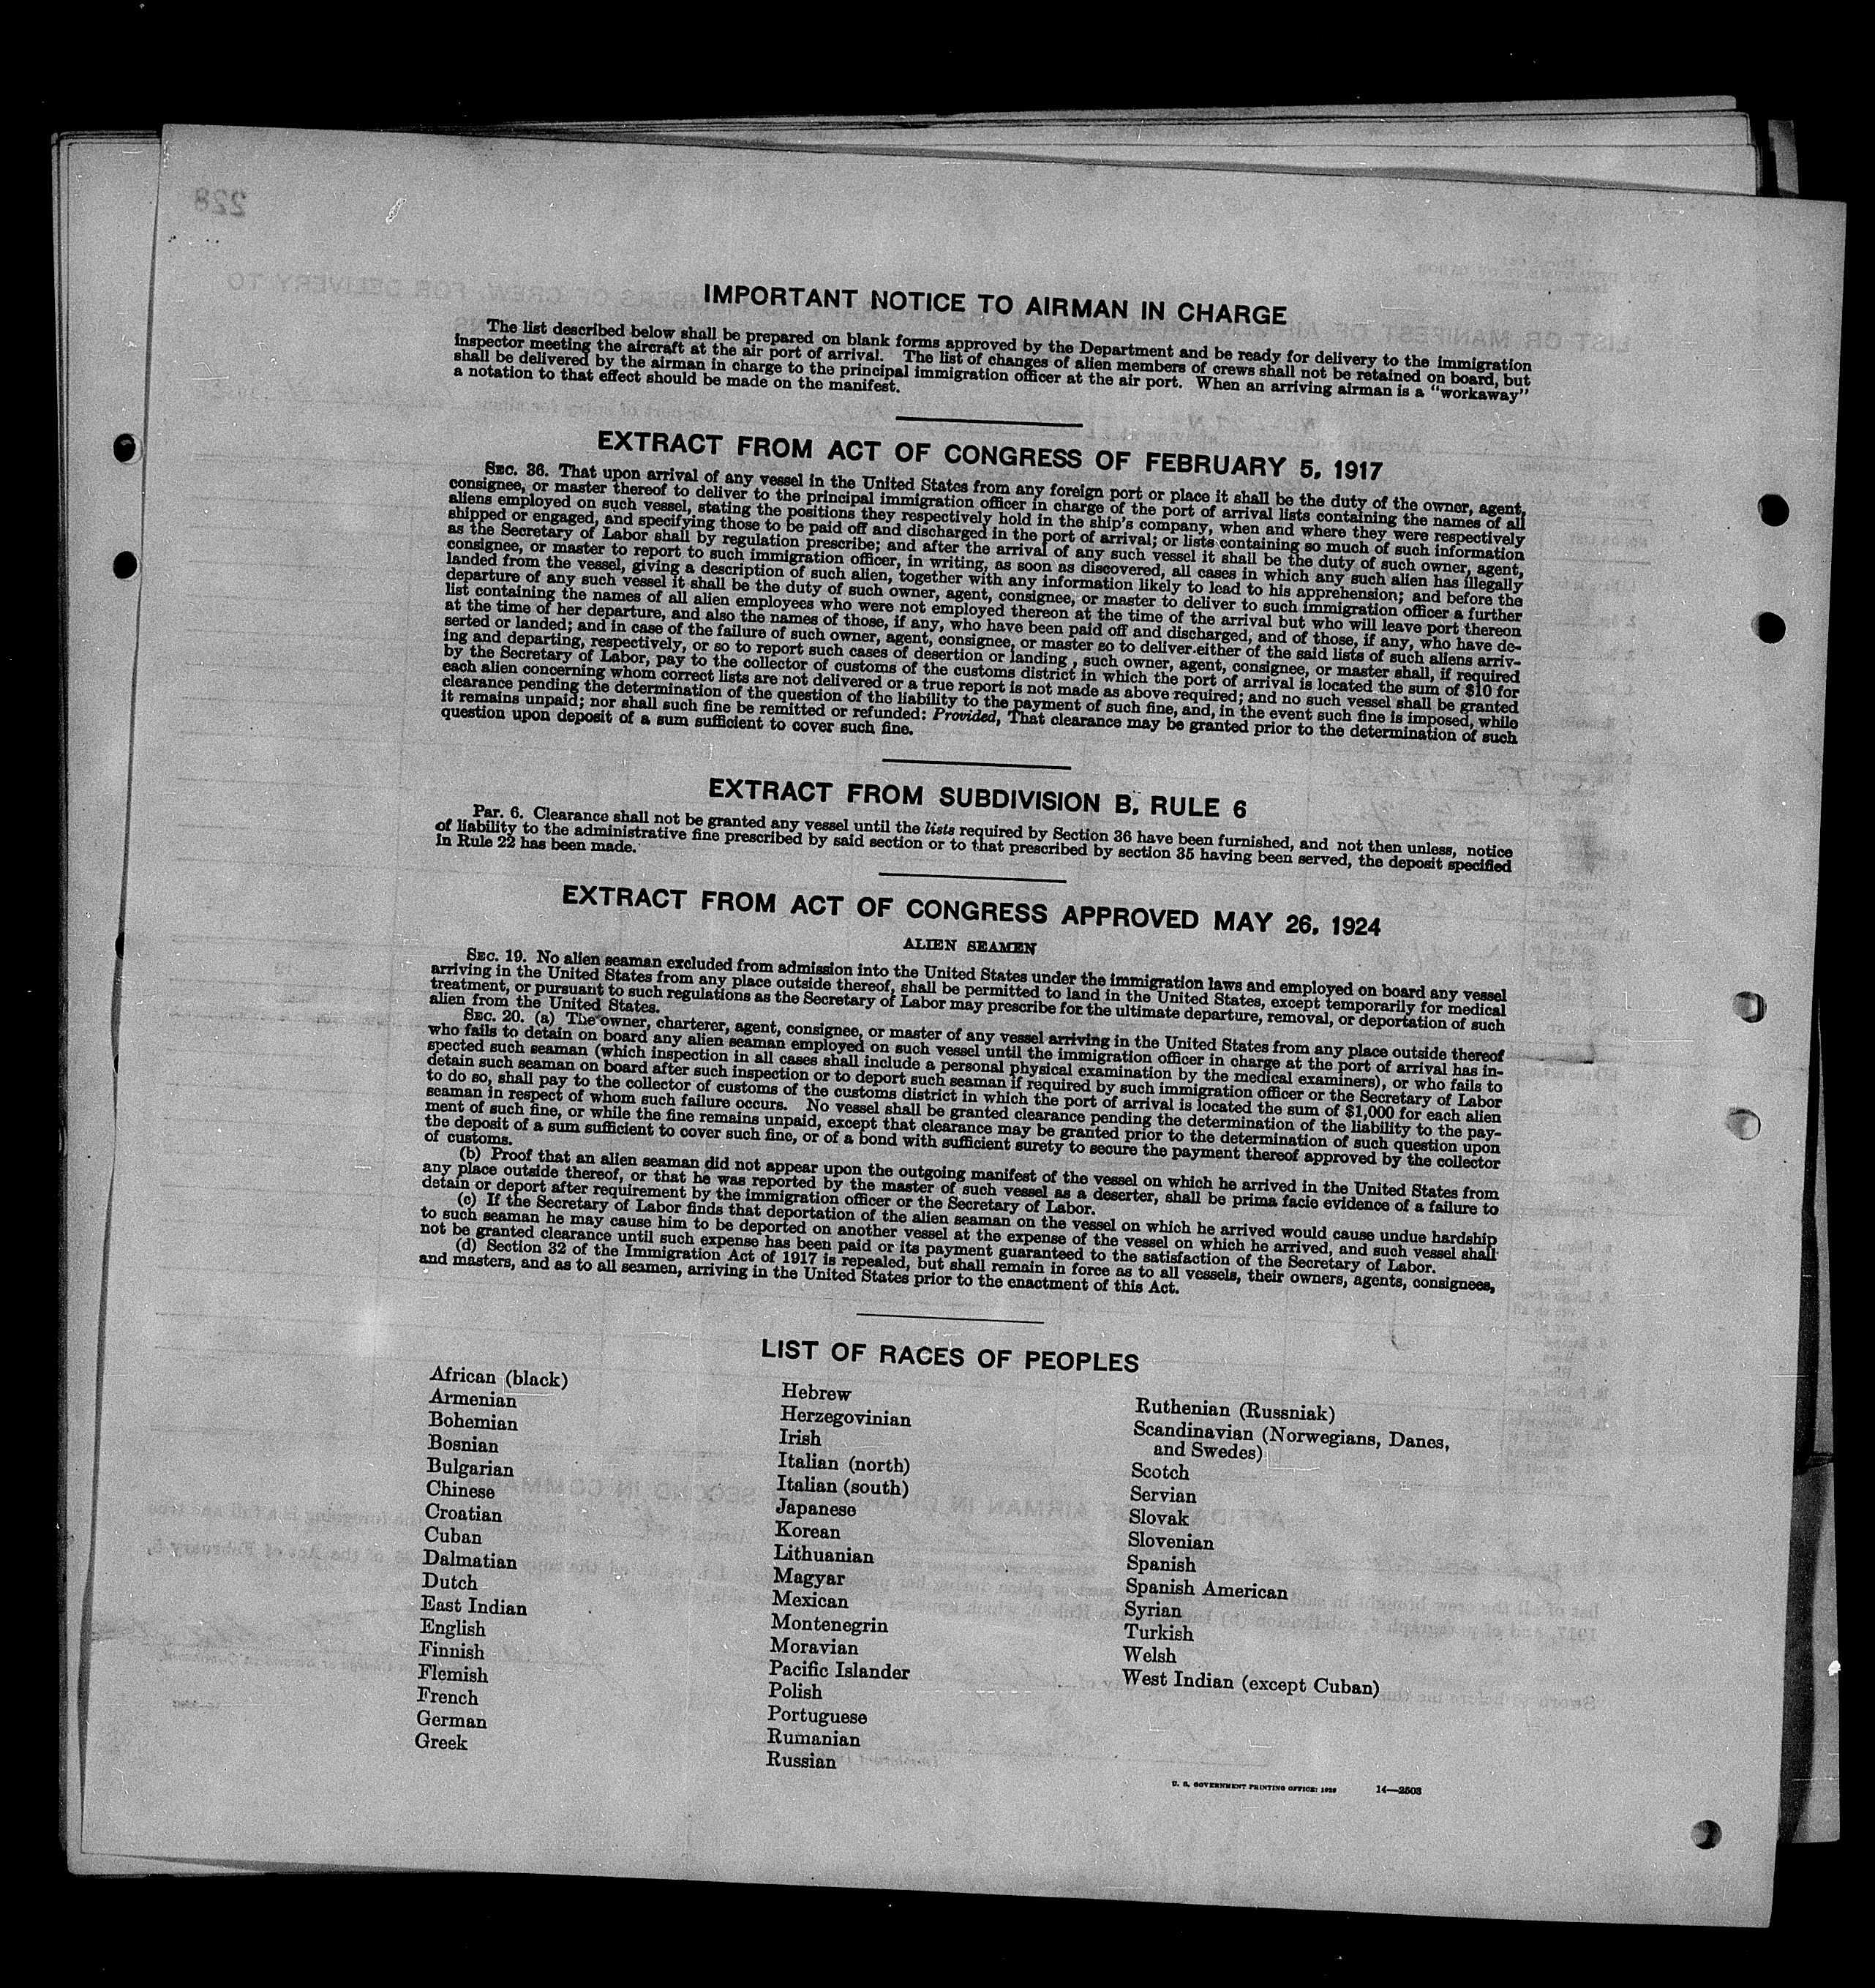 IMPORTANT NOTICE TO AIRMAN IN CHARGE
The list described below shall be prepared on blank forms approved by the Department and be ready for delivery to the immigration
inspector meeting the aircraft at the air port of arrival. The list of changes of alien members of crews shall not be retained on board, but
shall be delivered by the airman in charge to the principal immigration officer at the air port. When an arriving airman is a "workaway"
a notation to that effect should be made on the manifest.
EXTRACT FROM ACT OF CONGRESS OF FEBRUARY 5, 1917
SEC. 36. That upon arrival of any vessel in the United States from any foreign port or place it shall be the duty of the owner, agent,
consignee, or master thereof to deliver to the principal immigration officer in charge of the port of arrival lists containing the names of all
aliens employed on such vessel, stating the positions they respectively hold in the ship's company, when and where they were respectively
shipped or engaged, and specifying those to be paid off and discharged in the port of arrival; or lists containing so much of such information
as the Secretary of Labor shall by regulation prescribe; and after the arrival of any such vessel it shall be the duty of such owner, agent,
consignee, or master to report to such immigration officer, in writing, as soon as discovered, all cases in which any such alien has illegally
landed from the vessel, giving a description of such alien, together with any information likely to lead to his apprehension; and before the
departure of any such vessel it shall be the duty of such owner, agent, consignee, or master to deliver to such immigration officer a further
list containing the names of all alien employees who were not employed thereon at the time of the arrival but who will leave port thereon
at the time of her departure, and also the names of those, if any, who have been paid off and discharged, and of those, if any, who have de-
serted or landed; and in case of the failure of such owner, agent, consignee, or master so to deliver either of the said lists of such aliens arriv-
ing and departing, respectively, or so to report such cases of desertion or landing , such owner, agent, consignee, or master shall, if required
by the Secretary of Labor, pay to the collector of customs of the customs district in which the port of arrival is located the sum of $10 for
each alien concerning whom correct lists are not delivered or a true report is not made as above required; and no such vessel shall be granted
clearance pending the determination of the question of the liability to the payment of such fine, and, in the event such fine is imposed, while
it remains unpaid; nor shall such fine be remitted or refunded: Provided, That clearance may be granted prior to the determination of such
question upon deposit of a sum sufficient to cover such fine.
EXTRACT FROM SUBDIVISION B, RULE 6
Par. 6. Clearance shall not be granted any vessel until the lists required by Section 36 have been furnished, and not then unless, notice
of liability to the administrative fine prescribed by said section or to that prescribed by section 35 having been served, the deposit specified
in Rule 22 has been made.
EXTRACT FROM ACT OF CONGRESS APPROVED MAY 26, 1924
ALIEN SEAMEN
SEC. 19. No alien seaman excluded from admission into the United States under the immigration laws and employed on board any vessel
arriving in the United States from any place outside thereof, shall be permitted to land in the United States, except temporarily for medical
treatment, or pursuant to such regulations as the Secretary of Labor may prescribe for the ultimate departure, removal, or deportation of such
alien from the United States.
SEC. 20. (a) The owner, charterer, agent, consignee, or master of any vessel arriving in the United States from any place outside thereof
who fails to detain on board any alien seaman employed on such vessel until the immigration officer in charge at the port of arrival has in-
spected such seaman (which inspection in all cases shall include a personal physical examination by the medical examiners), or who fails to
detain such seaman on board after such inspection or to deport such seaman if required by such immigration officer or the Secretary of Labor
to do so, shall pay to the collector of customs of the customs district in which the port of arrival is located the sum of $1,000 for each alien
seaman in respect of whom such failure occurs. No vessel shall be granted clearance pending the determination of the liability to the pay-
ment of such fine, or while the fine remains unpaid, except that clearance may be granted prior to the determination of such question upon
the deposit of a sum sufficient to cover such fine, or of a bond with sufficient surety to secure the payment thereof approved by the collector
of customs.
(b) Proof that an alien seaman did not appear upon the outgoing manifest of the vessel on which he arrived in the United States from
any place outside thereof, or that he was reported by the master of such vessel as a deserter, shall be prima facie evidence of a failure to
detain or deport after requirement by the immigration officer or the Secretary of Labor.
(c) If the Secretary of Labor finds that deportation of the alien seaman on the vessel on which he arrived would cause undue hardship
to such seaman he may cause him to be deported on another vessel at the expense of the vessel on which he arrived, and such vessel shall
not be granted clearance until such expense has been paid or its payment guaranteed to the satisfaction of the Secretary of Labor.
(d) Section 32 of the Immigration Act of 1917 is repealed, but shall remain in force as to all vessels, their owners, agents, consignees,
and masters, and as to all seamen, arriving in the United States prior to the enactment of this Act.
LIST OF RACES OF PEOPLES
African (black)
Armenian
Bohemian
Bosnian
Bulgarian
Chinese
Croatian
Cuban
Dalmatian
Dutch
East Indian
English
Finnish
Flemish
French
German
Greek
Hebrew
Herzegovinian
Irish
Italian (north)
Italian (south)
Japanese
Korean
Lithuanian
Magyar
Mexican
Montenegrin
Moravian
Pacific Islander
Polish
Portuguese
Rumanian
Russian
Ruthenian (Russniak)
Scandinavian (Norwegians, Danes,
and Swedes)
Scotch
Servian
Slovak
Slovenian
Spanish
Spanish American
Syrian
Turkish
Welsh
West Indian (except Cuban)
U. S. GOVERNMENT PRINTING OFFICE: 1929 14—2503